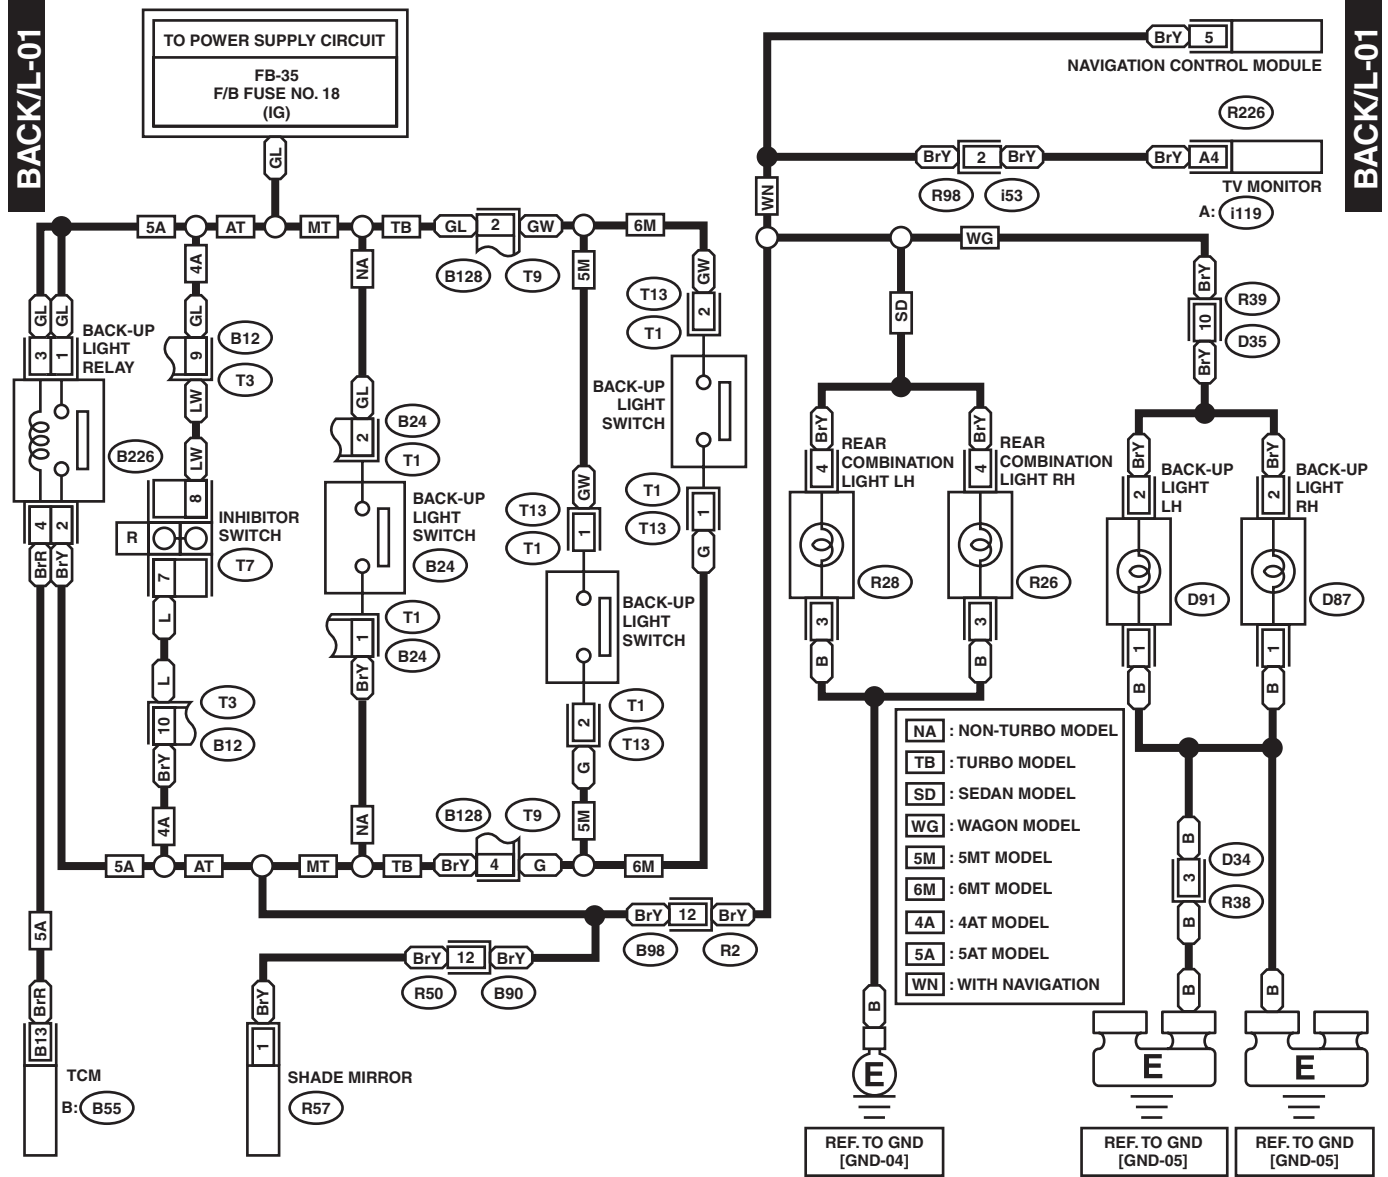 BACK/L-01
BACK/L-01
TO POWER SUPPLY CIRCUIT
FB-35
F/B FUSE NO. 18
(IG)
GL
BrY
5
NAVIGATION CONTROL MODULE
R226
BrY
2
BrY
BrY
A4
R98
i53
TV MONITOR
A:
i119
WN
5A
AT
MT
TB
GL
2
GW
6M
WG
4A
NA
B128
T9
5M
GW
SD
BrY
GL
GL
GL
T13
2
T1
R39
10
D35
BrY
3
1
BACK-UP
LIGHT
RELAY
9
B12
T3
LW
LW
GL
2
B24
T1
BACK-UP
LIGHT
SWITCH
BrY
BrY
4
REAR
COMBINATION
LIGHT LH
4
REAR
COMBINATION
LIGHT RH
BrY
BrY
2
BACK-UP
LIGHT
LH
2
BACK-UP
LIGHT
RH
B226
8
R
INHIBITOR
SWITCH
T7
7
BACK-UP
LIGHT
SWITCH
B24
GW
T13
T1
1
T1
T13
1
G
4
2
BrR
BrY
L
L
T1
B24
1
BrY
BACK-UP
LIGHT
SWITCH
R28
R26
D91
D87
3
B
3
B
1
B
1
B
10
T3
B12
BrY
2
T1
T13
G
4A
NA
B128
T9
5M
5A
AT
MT
TB
BrY
4
G
6M
NA : NON-TURBO MODEL
TB : TURBO MODEL
SD : SEDAN MODEL
WG : WAGON MODEL
5M : 5MT MODEL
6M : 6MT MODEL
4A : 4AT MODEL
5A : 5AT MODEL
WN : WITH NAVIGATION
B
3
D34
R38
B
B
B
5A
BrR
B13
TCM
B:
B55
BrY
12
BrY
B98
R2
BrY
12
BrY
R50
B90
BrY
1
SHADE MIRROR
R57
B
E
REF. TO GND
[GND-04]
E
REF. TO GND
[GND-05]
E
REF. TO GND
[GND-05]